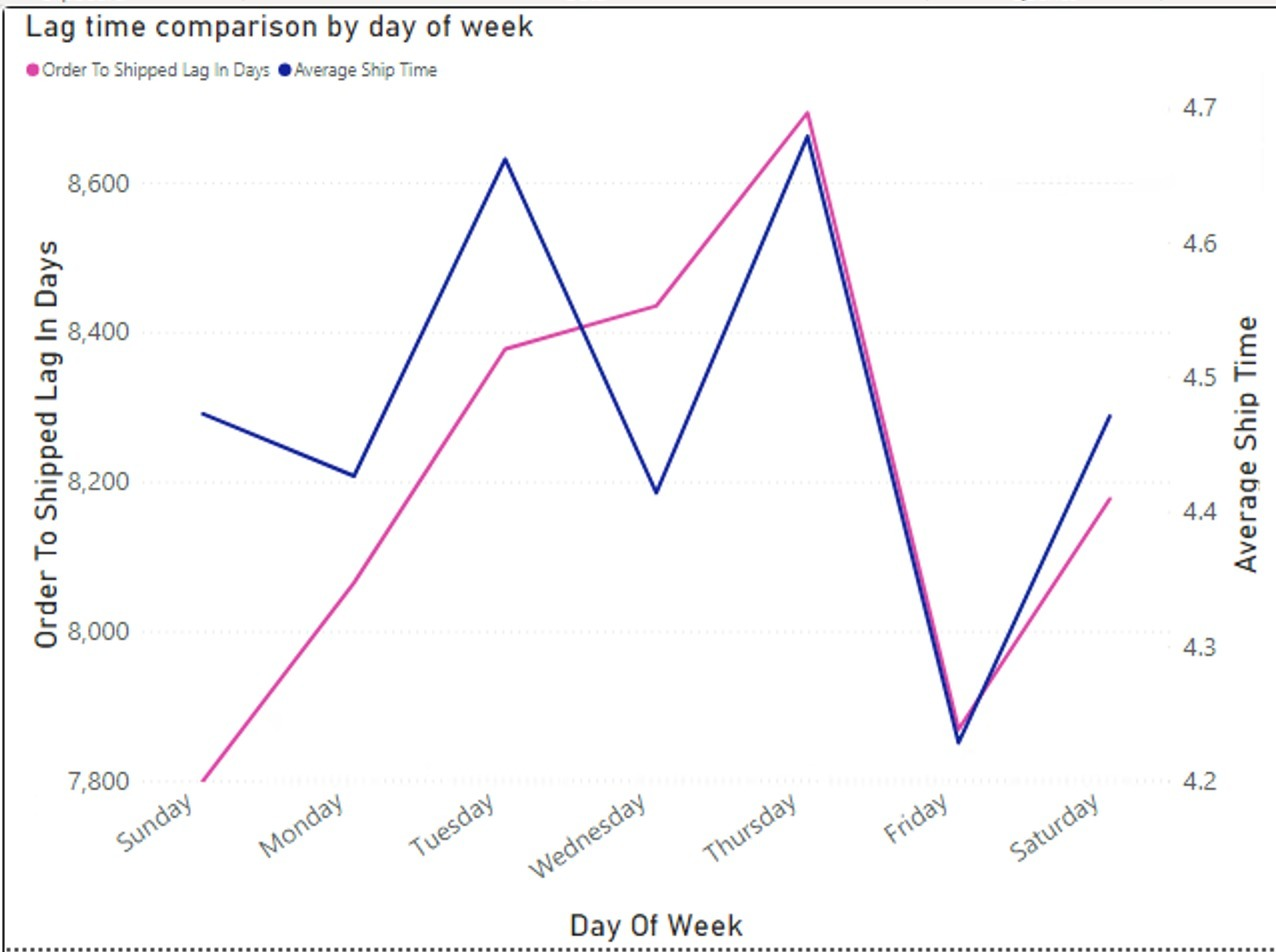 Lag time comparison by day of week
Order To Shipped Lag In Days Average Ship Time
4.7
8,600
4.6
8,400
4.5
8,200
4.4
8,000
4.3
7,800
4.2
Order To Shipped Lag In Days
Average Ship Time
Sunday
Monday
Tuesday
Wednesday
Thursday
Friday
Saturday
Day Of Week